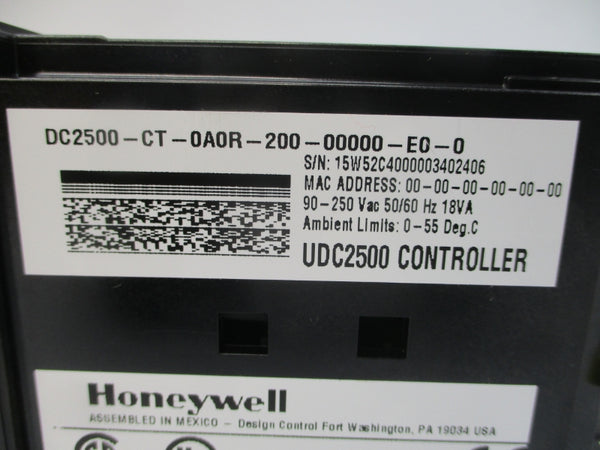 DC2500-CT-0A0R-200-00000-E0-0
S/N: 15W52C4000003402406
MAC ADDRESS: 00-00-00-00-00-00
90-250 Vac 50/60 Hz 18VA
Ambient Limits: 0-55 Deg.C
UDC2500 CONTROLLER
Honeywell
ASSEMBLED IN MEXICO - Design Control Fort Washington, PA 19034 USA